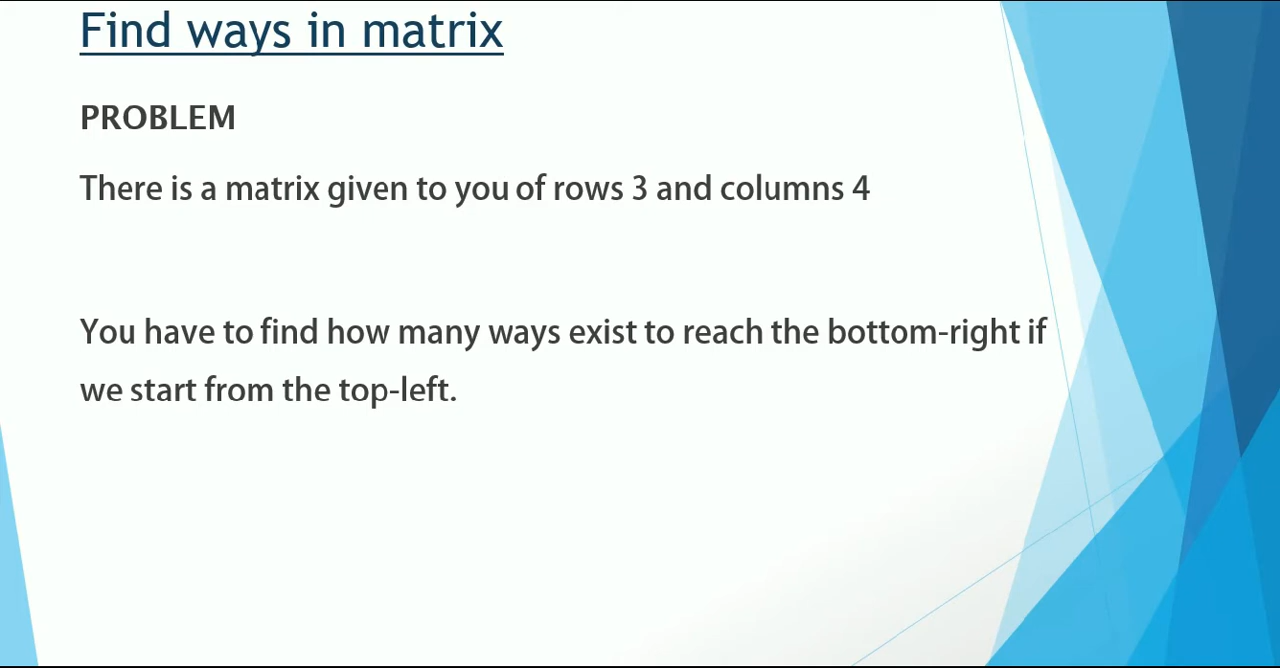 Find ways in matrix
PROBLEM
There is a matrix given to you of rows 3 and columns 4
You have to find how many ways exist to reach the bottom-right if
we start from the top-left.